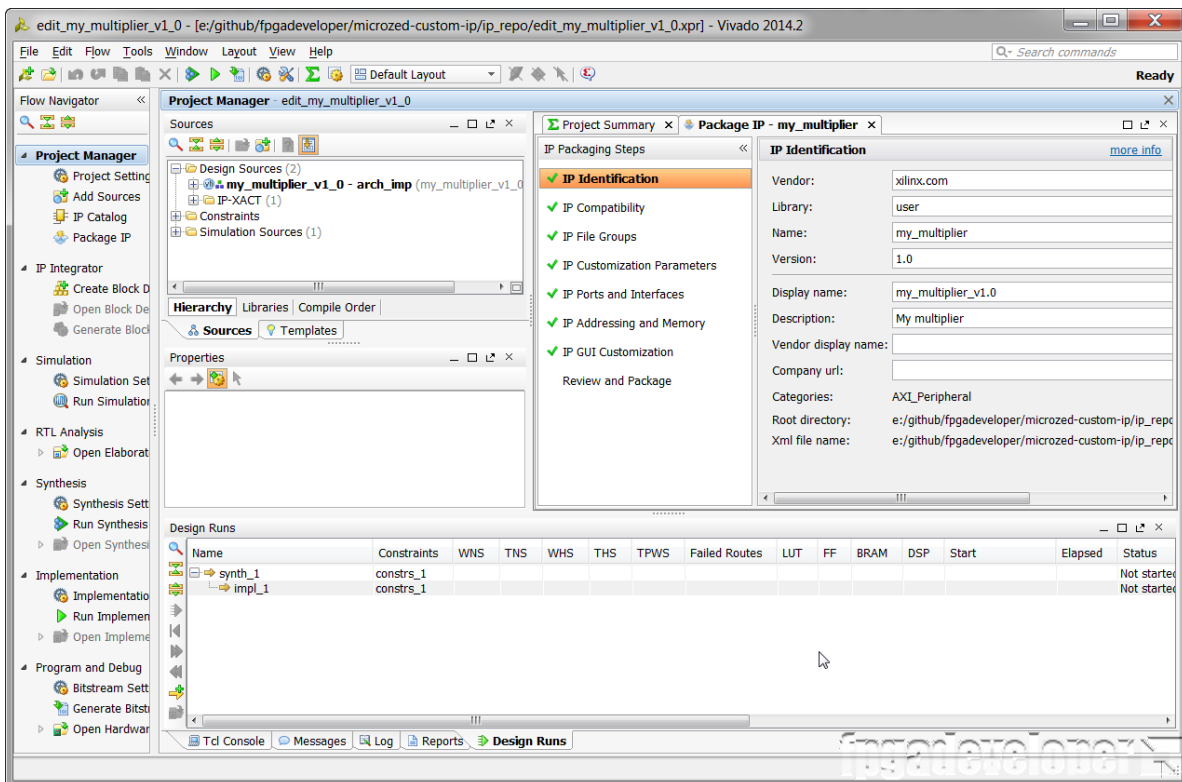 edit_my_multiplier_v1_0 - [e:/github/fpgadeveloper/microzed-custom-ip/ip_repo/edit_my_multiplier_v1_0.xpr] - Vivado 2014.2
File Edit Flow Tools Window Layout View Help
Search commands
Default Layout
Ready
Flow Navigator
Project Manager
Project Setting
Add Sources
IP Catalog
Package IP
IP Integrator
Create Block D
Open Block De
Generate Block
Simulation
Simulation Set
Run Simulation
RTL Analysis
Open Elaborat
Synthesis
Synthesis Sett
Run Synthesis
Open Synthesi
Implementation
Implementatio
Run Implemen
Open Impleme
Program and Debug
Bitstream Sett
Generate Bitst
Open Hardwar
Project Manager - edit_my_multiplier_v1_0
Sources
Design Sources (2)
my_multiplier_v1_0 - arch_imp (my_multiplier_v1_0
IP-XACT (1)
Constraints
Simulation Sources (1)
Hierarchy Libraries Compile Order
Sources Templates
Properties
Project Summary Package IP - my_multiplier
IP Packaging Steps
IP Identification
IP Compatibility
IP File Groups
IP Customization Parameters
IP Ports and Interfaces
IP Addressing and Memory
IP GUI Customization
Review and Package
IP Identification more info
Vendor: xilinx.com
Library: user
Name: my_multiplier
Version: 1.0
Display name: my_multiplier_v1.0
Description: My multiplier
Vendor display name:
Company url:
Categories: AXI_Peripheral
Root directory: e:/github/fpgadeveloper/microzed-custom-ip/ip_repo
Xml file name: e:/github/fpgadeveloper/microzed-custom-ip/ip_repo
Design Runs
Name Constraints WNS TNS WHS THS TPWS Failed Routes LUT FF BRAM DSP Start Elapsed Status
synth_1 constrs_1 Not started
impl_1 constrs_1 Not started
Tcl Console Messages Log Reports Design Runs
fpgadeveloper